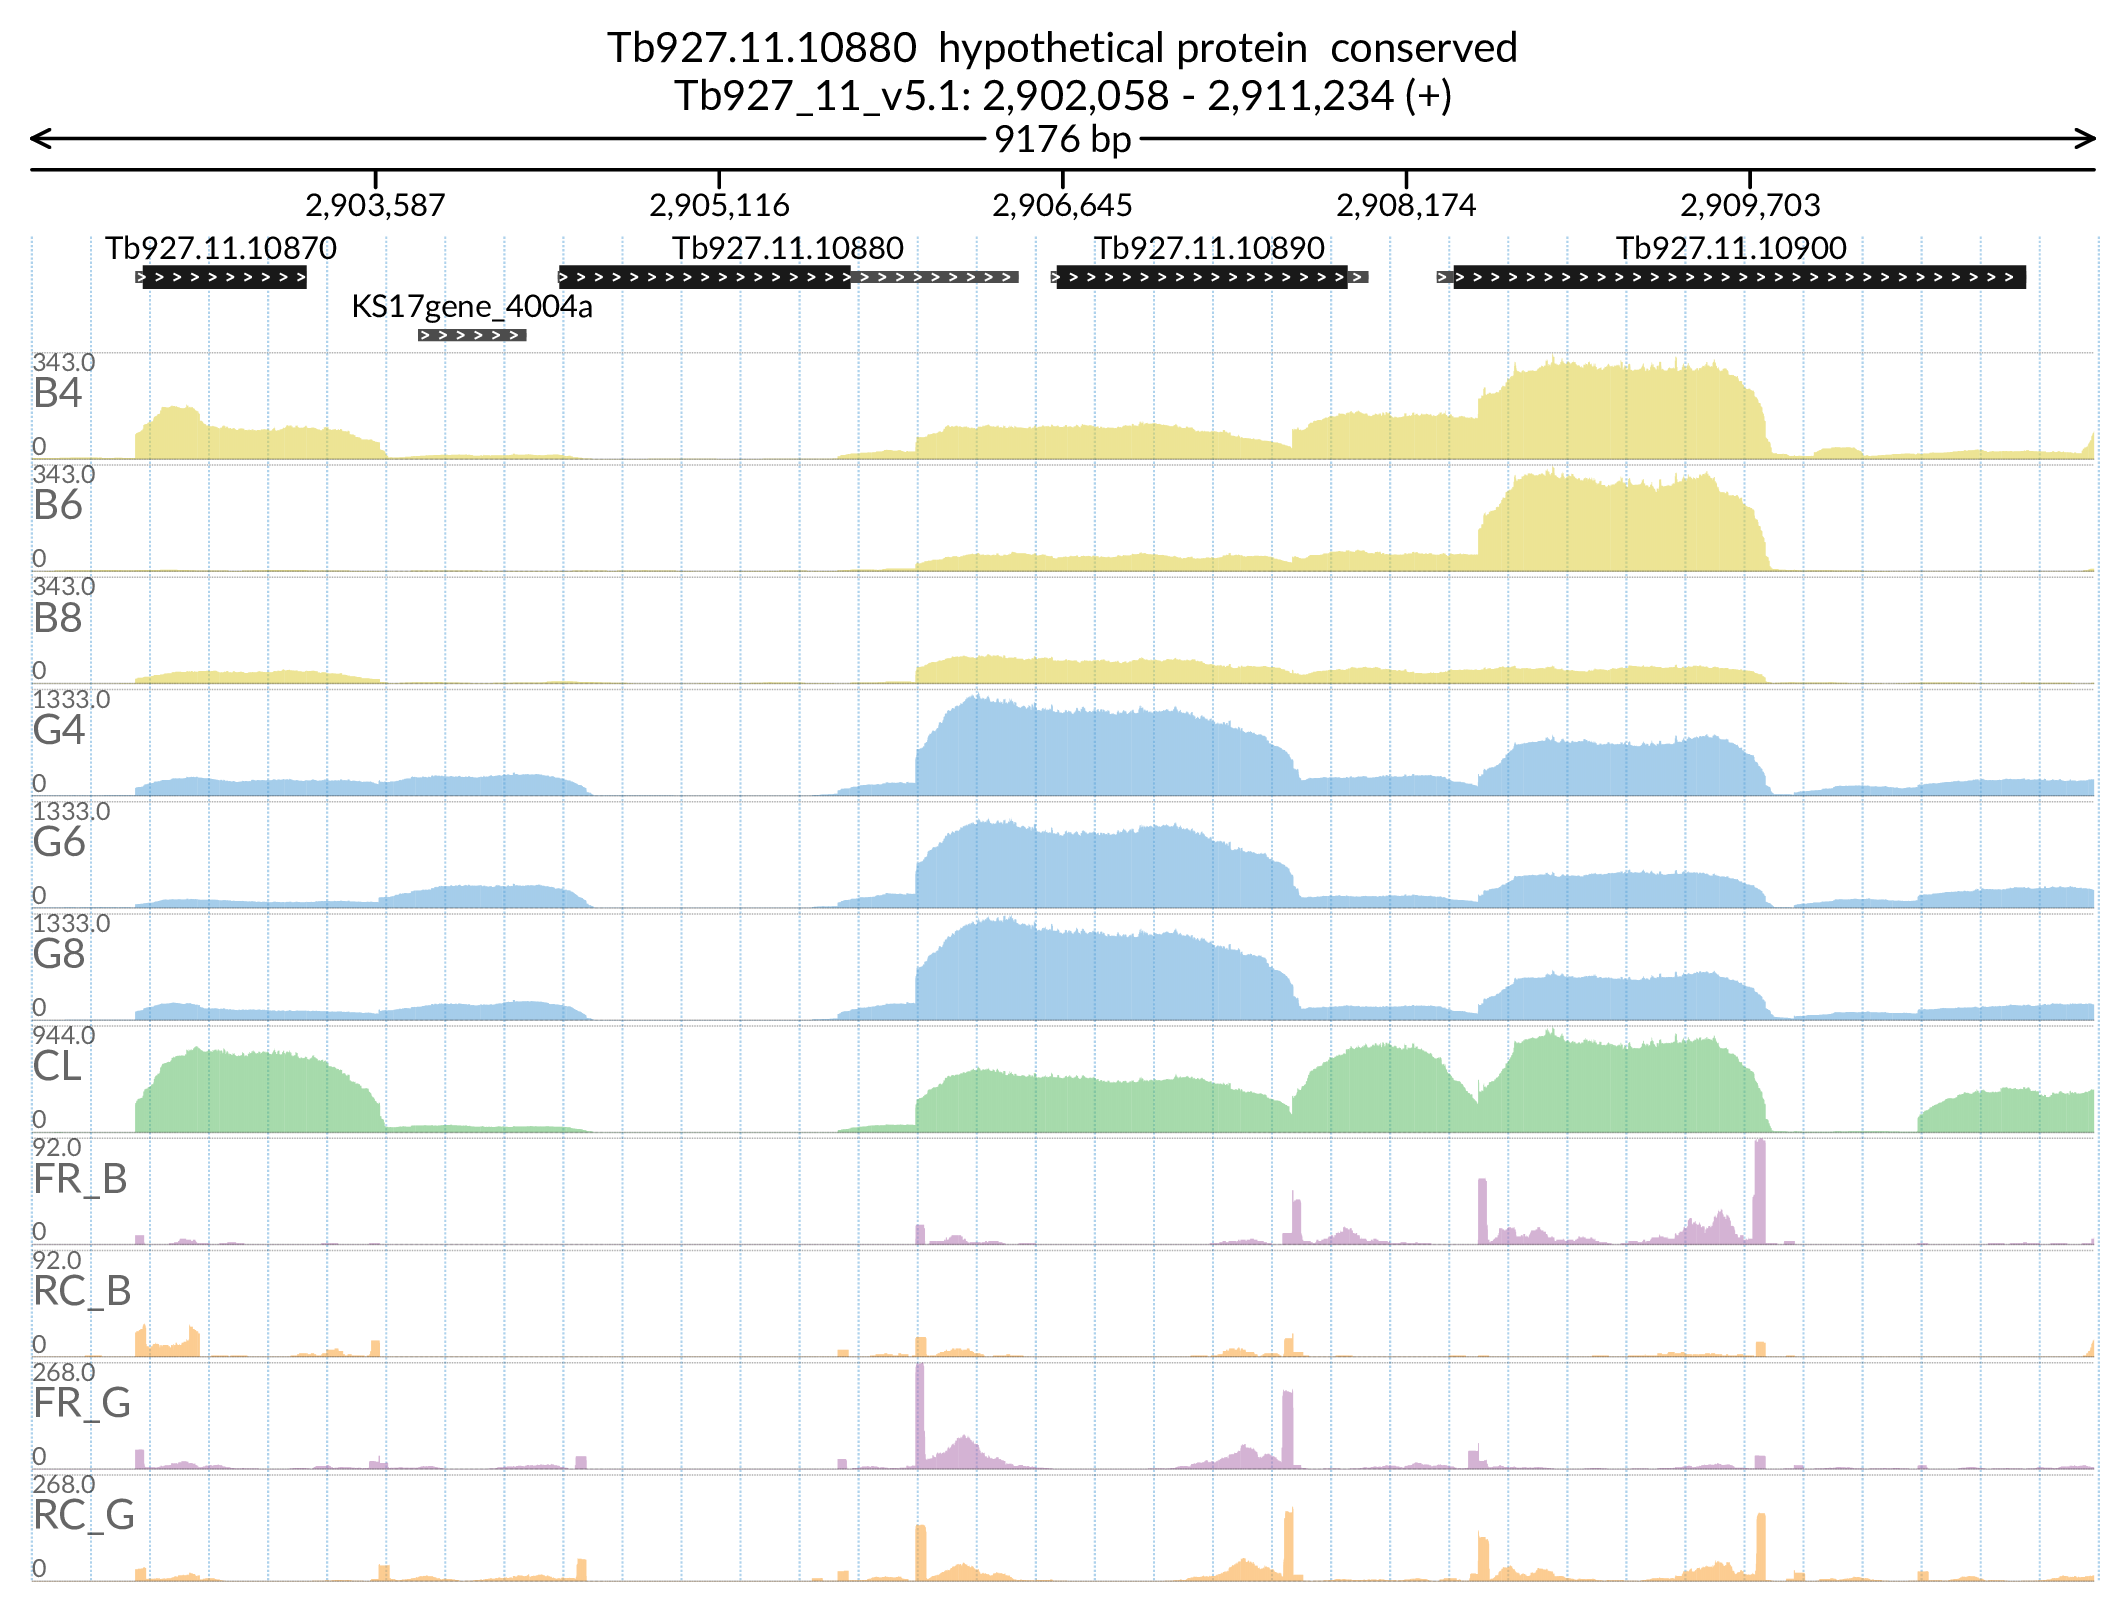 Tb927.11.10880  hypothetical protein  conserved
Tb927_11_v5.1: 2,902,058 - 2,911,234 (+)
9176 bp
2,903,587 2,905,116 2,906,645 2,908,174 2,909,703
Tb927.11.10870 Tb927.11.10880 Tb927.11.10890 Tb927.11.10900
KS17gene_4004a
343.0
B4
0
343.0
B6
0
343.0
B8
0
1333.0
G4
0
1333.0
G6
0
1333.0
G8
0
944.0
CL
0
92.0
FR_B
0
92.0
RC_B
0
268.0
FR_G
0
268.0
RC_G
0